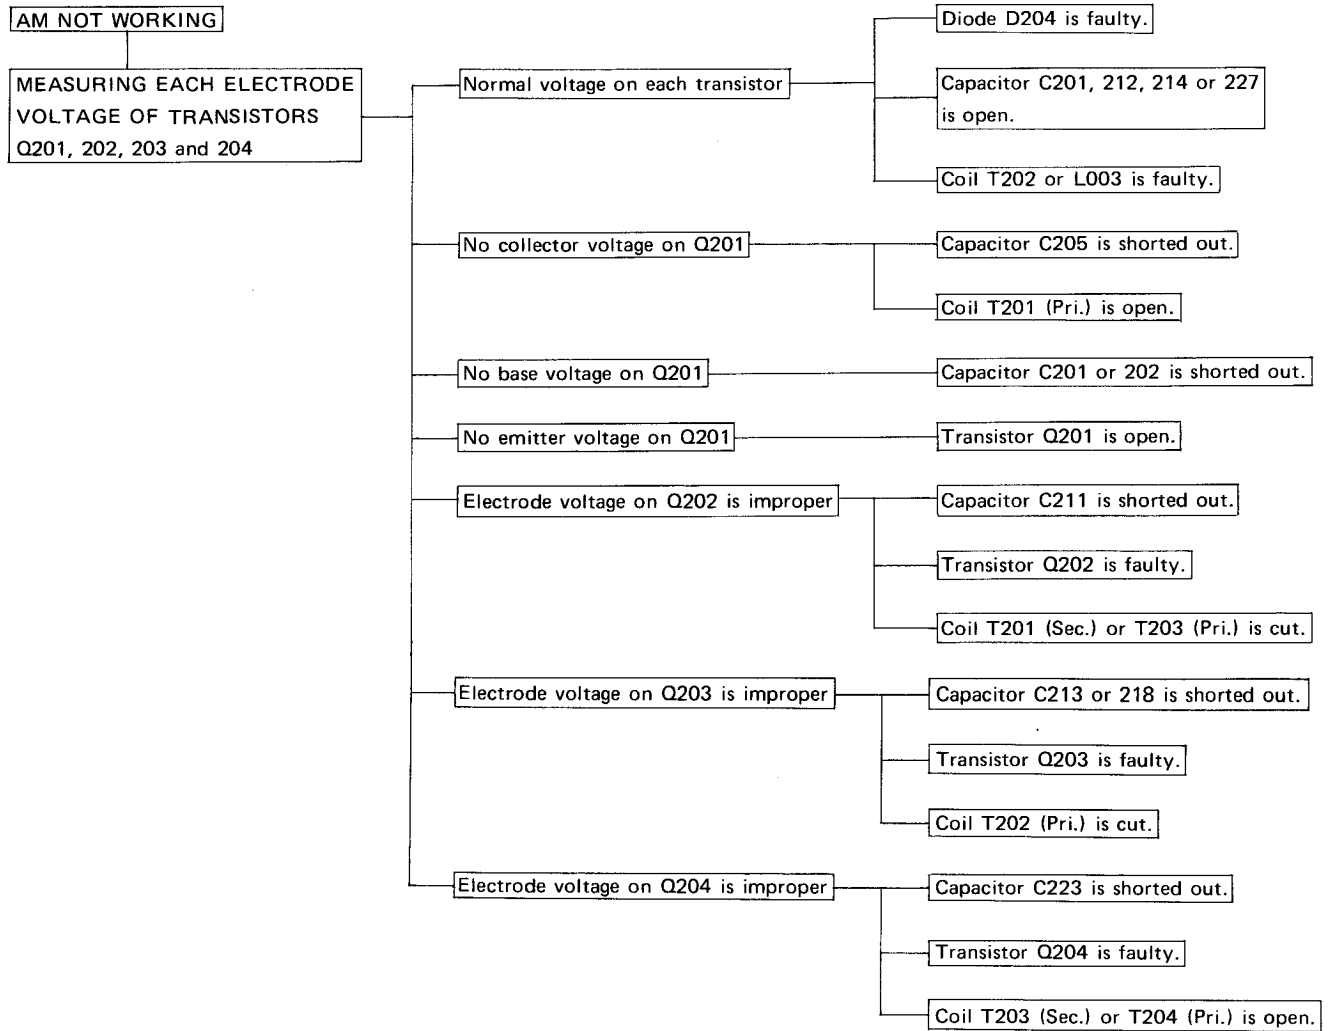 AM NOT WORKING
MEASURING EACH ELECTRODE
VOLTAGE OF TRANSISTORS
Q201, 202, 203 and 204
Normal voltage on each transistor
Diode D204 is faulty.
Capacitor C201, 212, 214 or 227
is open.
Coil T202 or L003 is faulty.
No collector voltage on Q201
Capacitor C205 is shorted out.
Coil T201 (Pri.) is open.
No base voltage on Q201
Capacitor C201 or 202 is shorted out.
No emitter voltage on Q201
Transistor Q201 is open.
Electrode voltage on Q202 is improper
Capacitor C211 is shorted out.
Transistor Q202 is faulty.
Coil T201 (Sec.) or T203 (Pri.) is cut.
Electrode voltage on Q203 is improper
Capacitor C213 or 218 is shorted out.
Transistor Q203 is faulty.
Coil T202 (Pri.) is cut.
Electrode voltage on Q204 is improper
Capacitor C223 is shorted out.
Transistor Q204 is faulty.
Coil T203 (Sec.) or T204 (Pri.) is open.